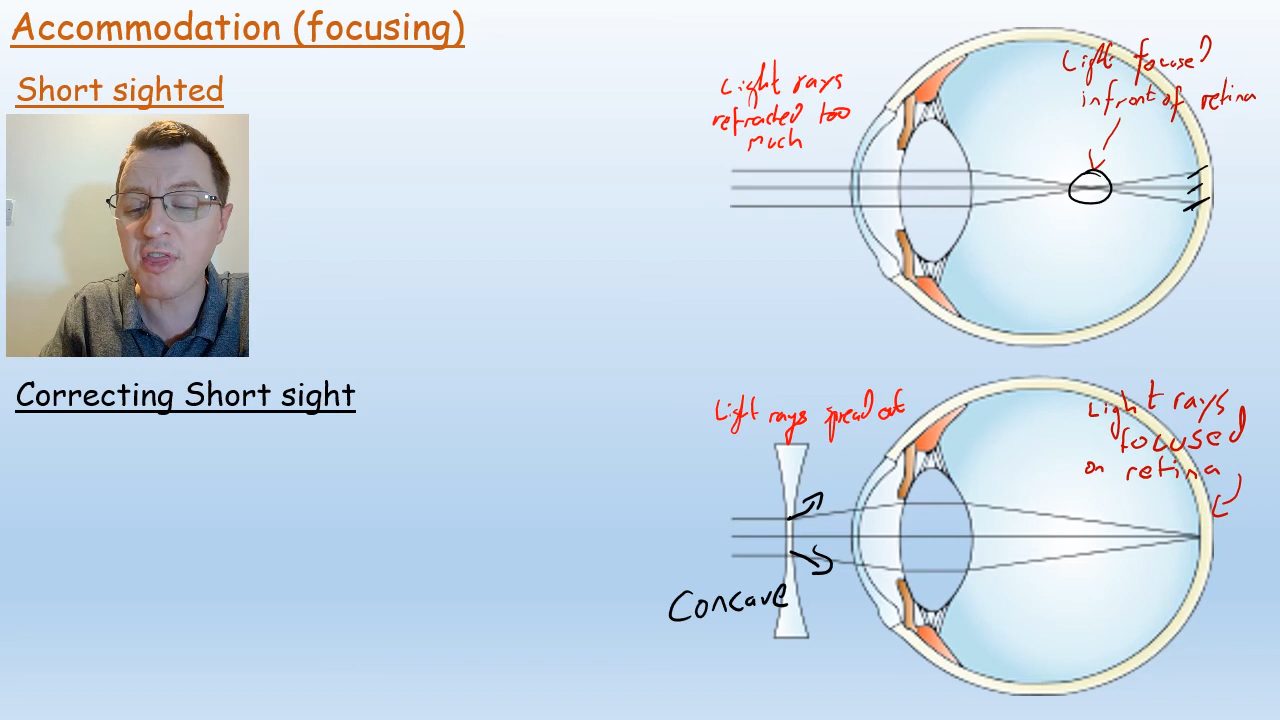 Accommodation (focusing)
Short sighted
Light rays
refracted too
much
Light focused
infront of retina
Correcting Short sight
Light rays spread out
Light rays
focused
on retina
Concave